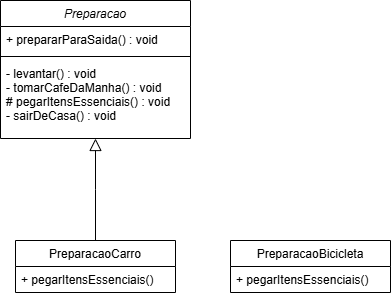 Preparacao
+ prepararParaSaida() : void
- levantar() : void
- tomarCafeDaManha() : void
# pegarItensEssenciais() : void
- sairDeCasa() : void
PreparacaoCarro
+ pegarItensEssenciais()
PreparacaoBicicleta
+ pegarItensEssenciais()